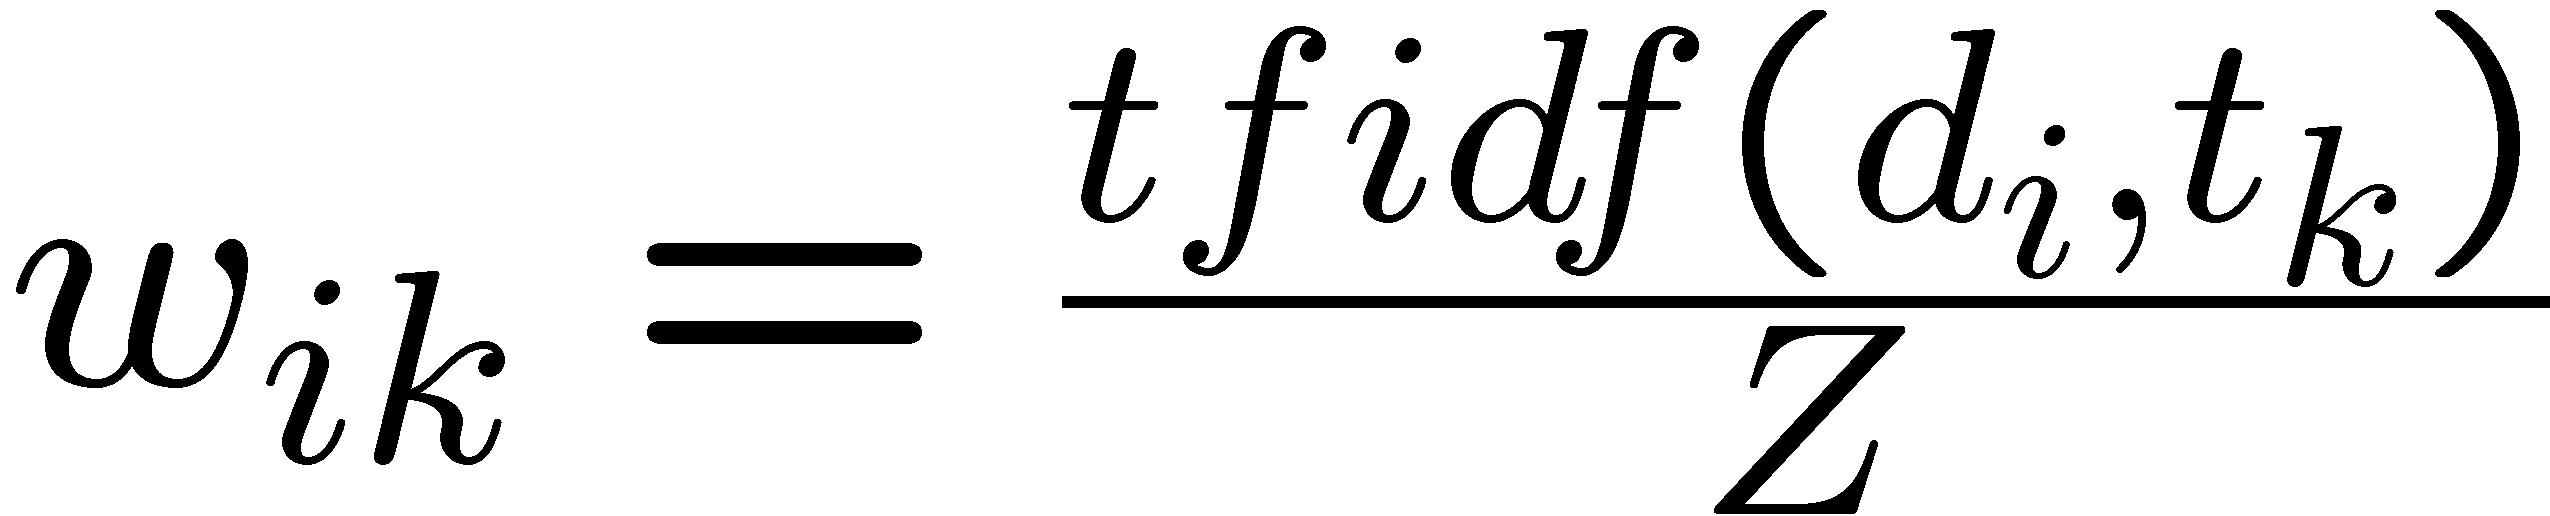 w_{ik} = \frac{tfidf(d_i,t_k)}{Z}